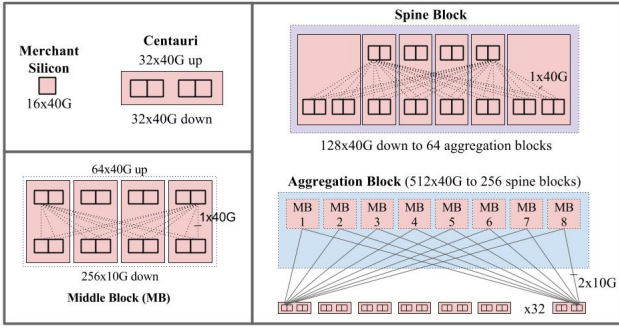 Merchant
Silicon
16x40G
Centauri
32x40G up
32x40G down
64x40G up
1x40G
256x10G down
Middle Block (MB)
Spine Block
1x40G
128x40G down to 64 aggregation blocks
Aggregation Block (512x40G to 256 spine blocks)
MB MB MB MB MB MB MB MB
1 2 3 4 5 6 7 8
2x10G
x32